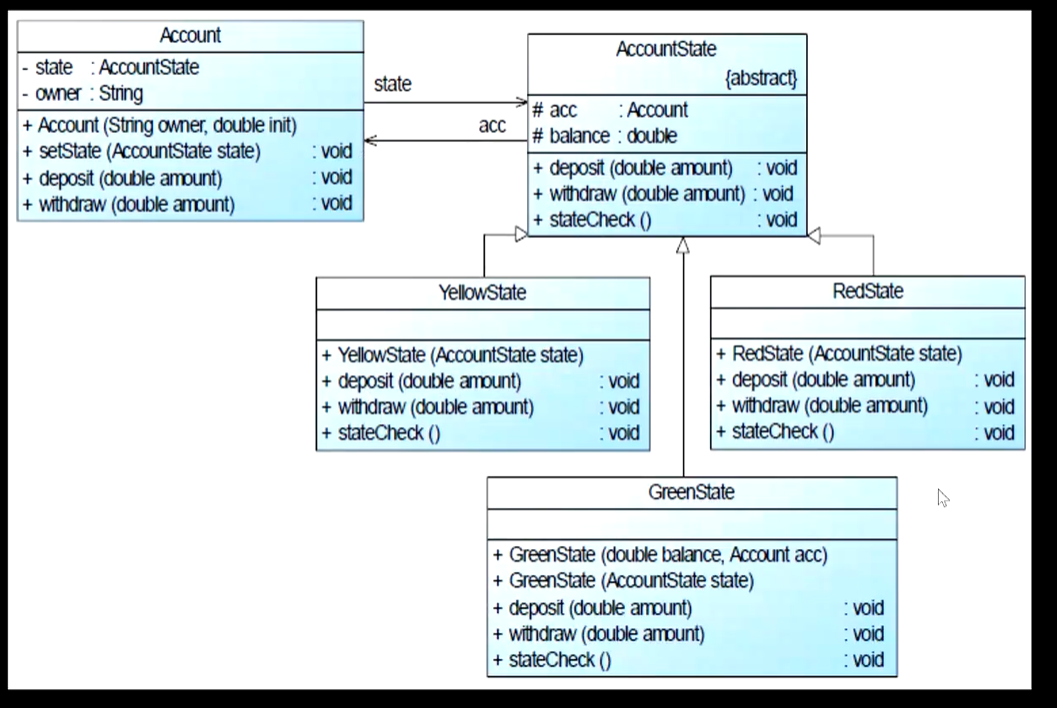 Account
- state : AccountState
- owner : String
+ Account (String owner, double init)
+ setState (AccountState state) : void
+ deposit (double amount) : void
+ withdraw (double amount) : void
state
acc
AccountState
{abstract}
# acc : Account
# balance : double
+ deposit (double amount) : void
+ withdraw (double amount) : void
+ stateCheck () : void
YellowState
+ YellowState (AccountState state)
+ deposit (double amount) : void
+ withdraw (double amount) : void
+ stateCheck () : void
RedState
+ RedState (AccountState state)
+ deposit (double amount) : void
+ withdraw (double amount) : void
+ stateCheck () : void
GreenState
+ GreenState (double balance, Account acc)
+ GreenState (AccountState state)
+ deposit (double amount) : void
+ withdraw (double amount) : void
+ stateCheck () : void